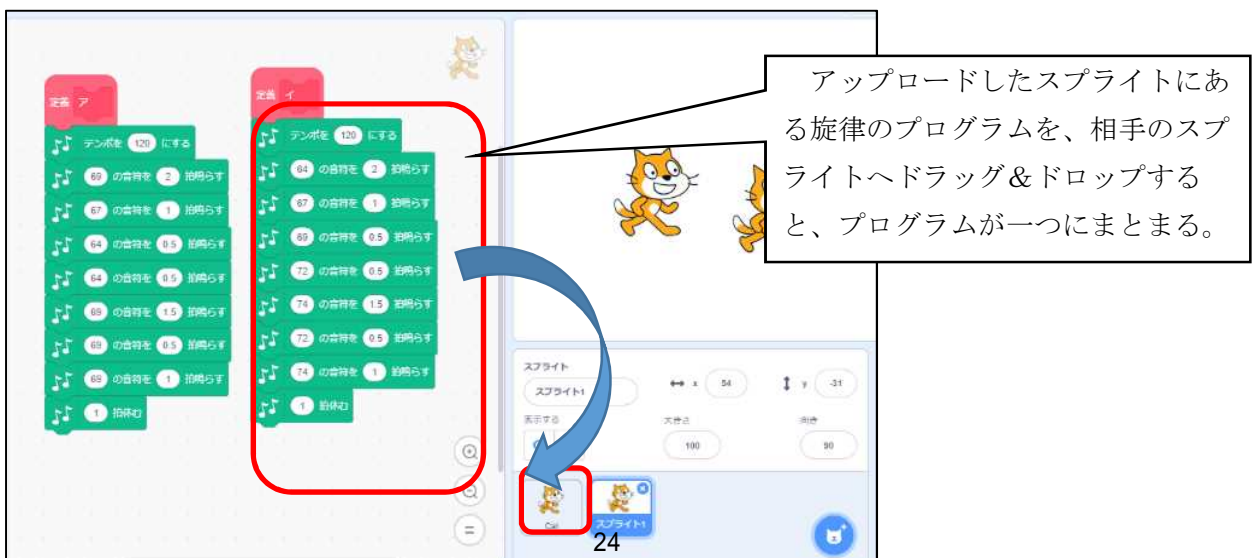 定義 ア
テンポを 120 にする
69 の音符を 2 拍鳴らす
67 の音符を 1 拍鳴らす
64 の音符を 0.5 拍鳴らす
64 の音符を 0.5 拍鳴らす
69 の音符を 1.5 拍鳴らす
69 の音符を 0.5 拍鳴らす
69 の音符を 1 拍鳴らす
1 拍休む
定義 イ
テンポを 120 にする
64 の音符を 2 拍鳴らす
67 の音符を 1 拍鳴らす
69 の音符を 0.5 拍鳴らす
72 の音符を 0.5 拍鳴らす
74 の音符を 1.5 拍鳴らす
72 の音符を 0.5 拍鳴らす
74 の音符を 1 拍鳴らす
1 拍休む
アップロードしたスプライトにあ
る旋律のプログラムを、相手のスプ
ライトへドラッグ&ドロップする
と、プログラムが一つにまとまる。
スプライト
スプライト1 x 54 y -31
表示する 大きさ 向き
100 90
Cat スプライト1
24